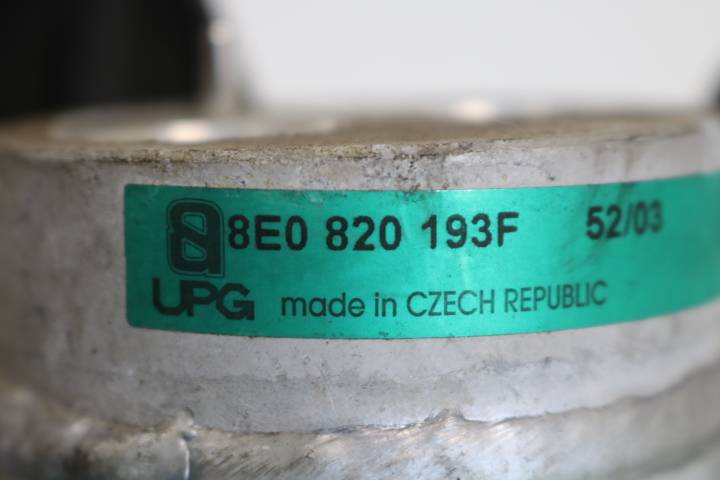 8E0 820 193F 52/03
UPG made in CZECH REPUBLIC